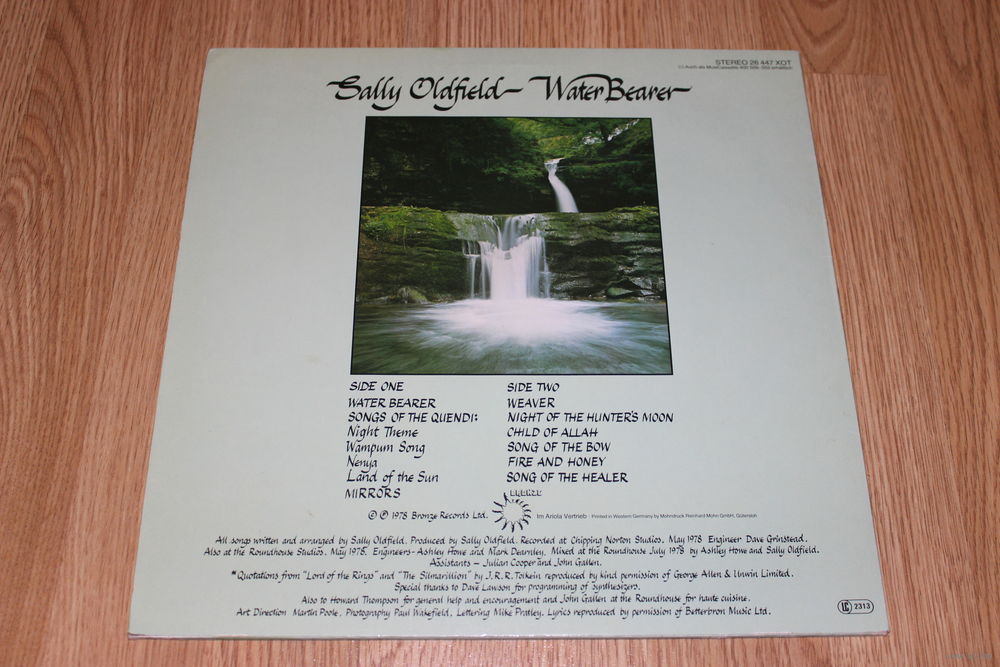 STEREO 26 447 XOT
Sally Oldfield – Water Bearer
SIDE ONE
WATER BEARER
SONGS OF THE QUENDI:
Night Theme
Wampum Song
Nenya
Land of the Sun
MIRRORS
SIDE TWO
WEAVER
NIGHT OF THE HUNTER'S MOON
CHILD OF ALLAH
SONG OF THE BOW
FIRE AND HONEY
SONG OF THE HEALER
BRONZE
© ℗ 1978 Bronze Records Ltd.
Im Ariola Vertrieb · Printed in Western Germany by Mohndruck Reinhard Mohn GmbH, Gütersloh
All songs written and arranged by Sally Oldfield. Produced by Sally Oldfield. Recorded at Chipping Norton Studios. May 1978 Engineer Dave Grinstead.
Also at the Roundhouse Studios. May 1978. Engineers – Ashley Howe and Mark Dearnley. Mixed at the Roundhouse July 1978 by Ashley Howe and Sally Oldfield.
Assistants – Julian Cooper and John Gallen.
*Quotations from "Lord of the Rings" and "The Silmarillion" by J.R.R. Tolkein reproduced by kind permission of George Allen & Unwin Limited.
Special thanks to Dave Lawson for programming of Synthesizers.
Also to Howard Thompson for general help and encouragement and John Gallen at the Roundhouse for haute cuisine.
Art Direction Martin Poole. Photography Paul Wakefield. Lettering Mike Pratley. Lyrics reproduced by permission of Betterbron Music Ltd.
LC 2313